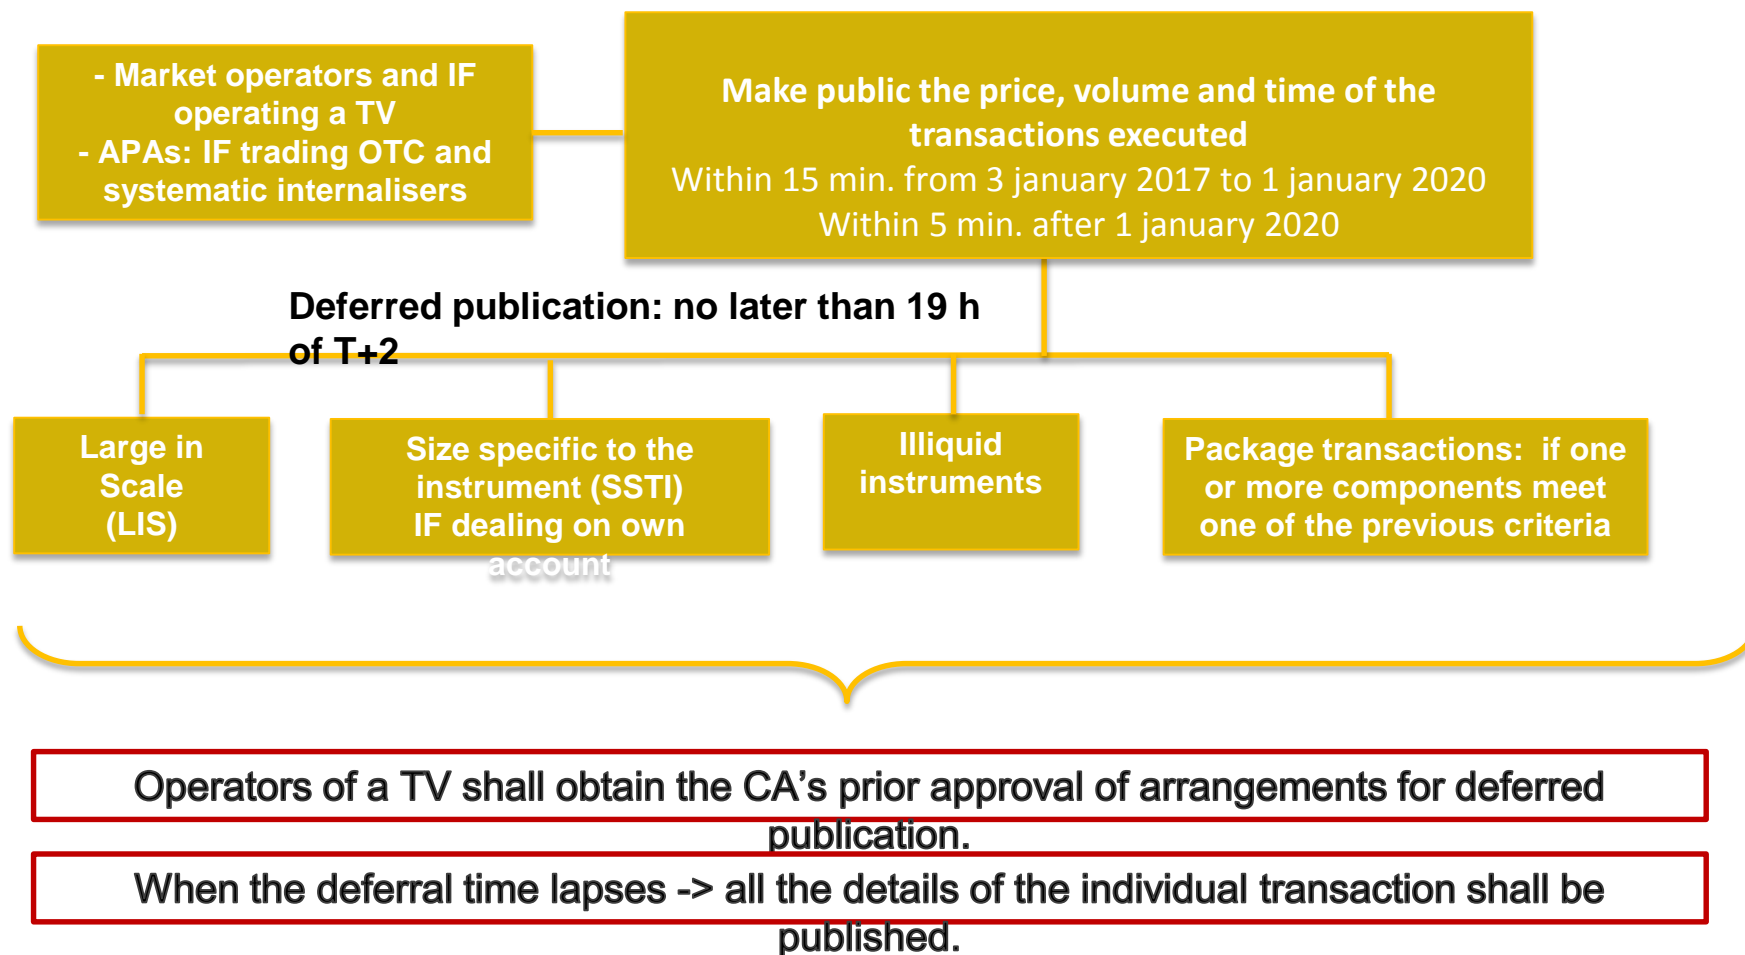 - Market operators and IF
operating a TV
- APAs: IF trading OTC and
systematic internalisers
Make public the price, volume and time of the
transactions executed
Within 15 min. from 3 january 2017 to 1 january 2020
Within 5 min. after 1 january 2020
Deferred publication: no later than 19 h
of T+2
Large in
Scale
(LIS)
Size specific to the
instrument (SSTI)
IF dealing on own
account
Illiquid
instruments
Package transactions:  if one
or more components meet
one of the previous criteria
Operators of a TV shall obtain the CA’s prior approval of arrangements for deferred
publication.
When the deferral time lapses -> all the details of the individual transaction shall be
published.